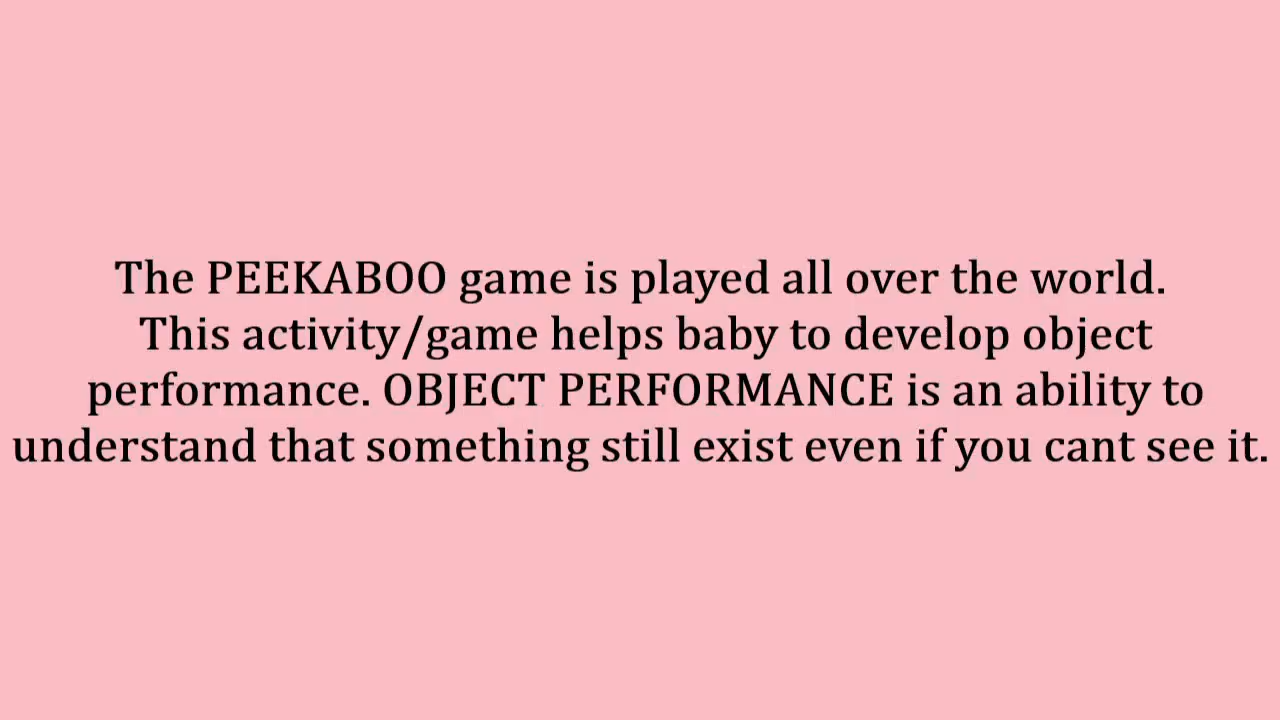 The PEEKABOO game is played all over the world.
This activity/game helps baby to develop object
performance. OBJECT PERFORMANCE is an ability to
understand that something still exist even if you cant see it.